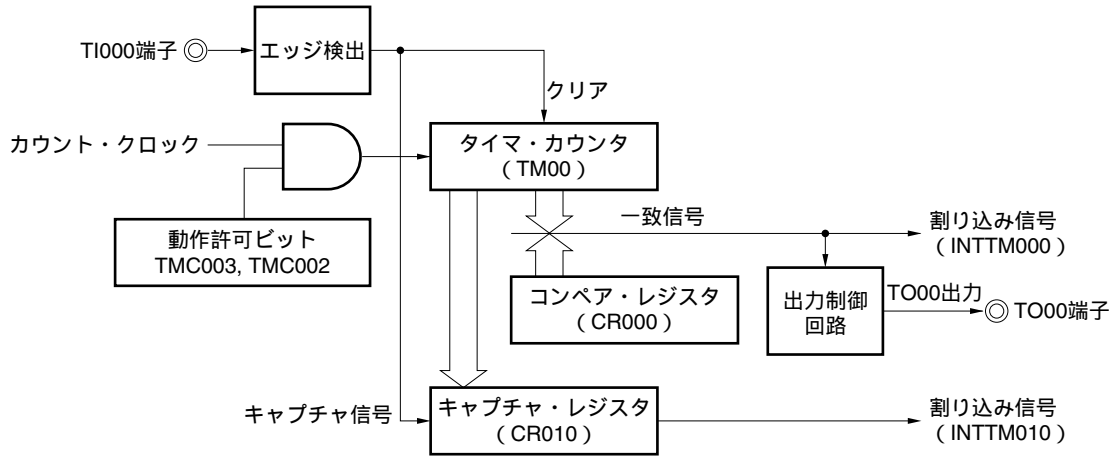 TI000端子
エッジ検出
クリア
カウント・クロック
タイマ・カウンタ
(TM00)
動作許可ビット
TMC003, TMC002
一致信号
割り込み信号
(INTTM000)
コンペア・レジスタ
(CR000)
出力制御
回路
TO00出力
TO00端子
キャプチャ信号
キャプチャ・レジスタ
(CR010)
割り込み信号
(INTTM010)